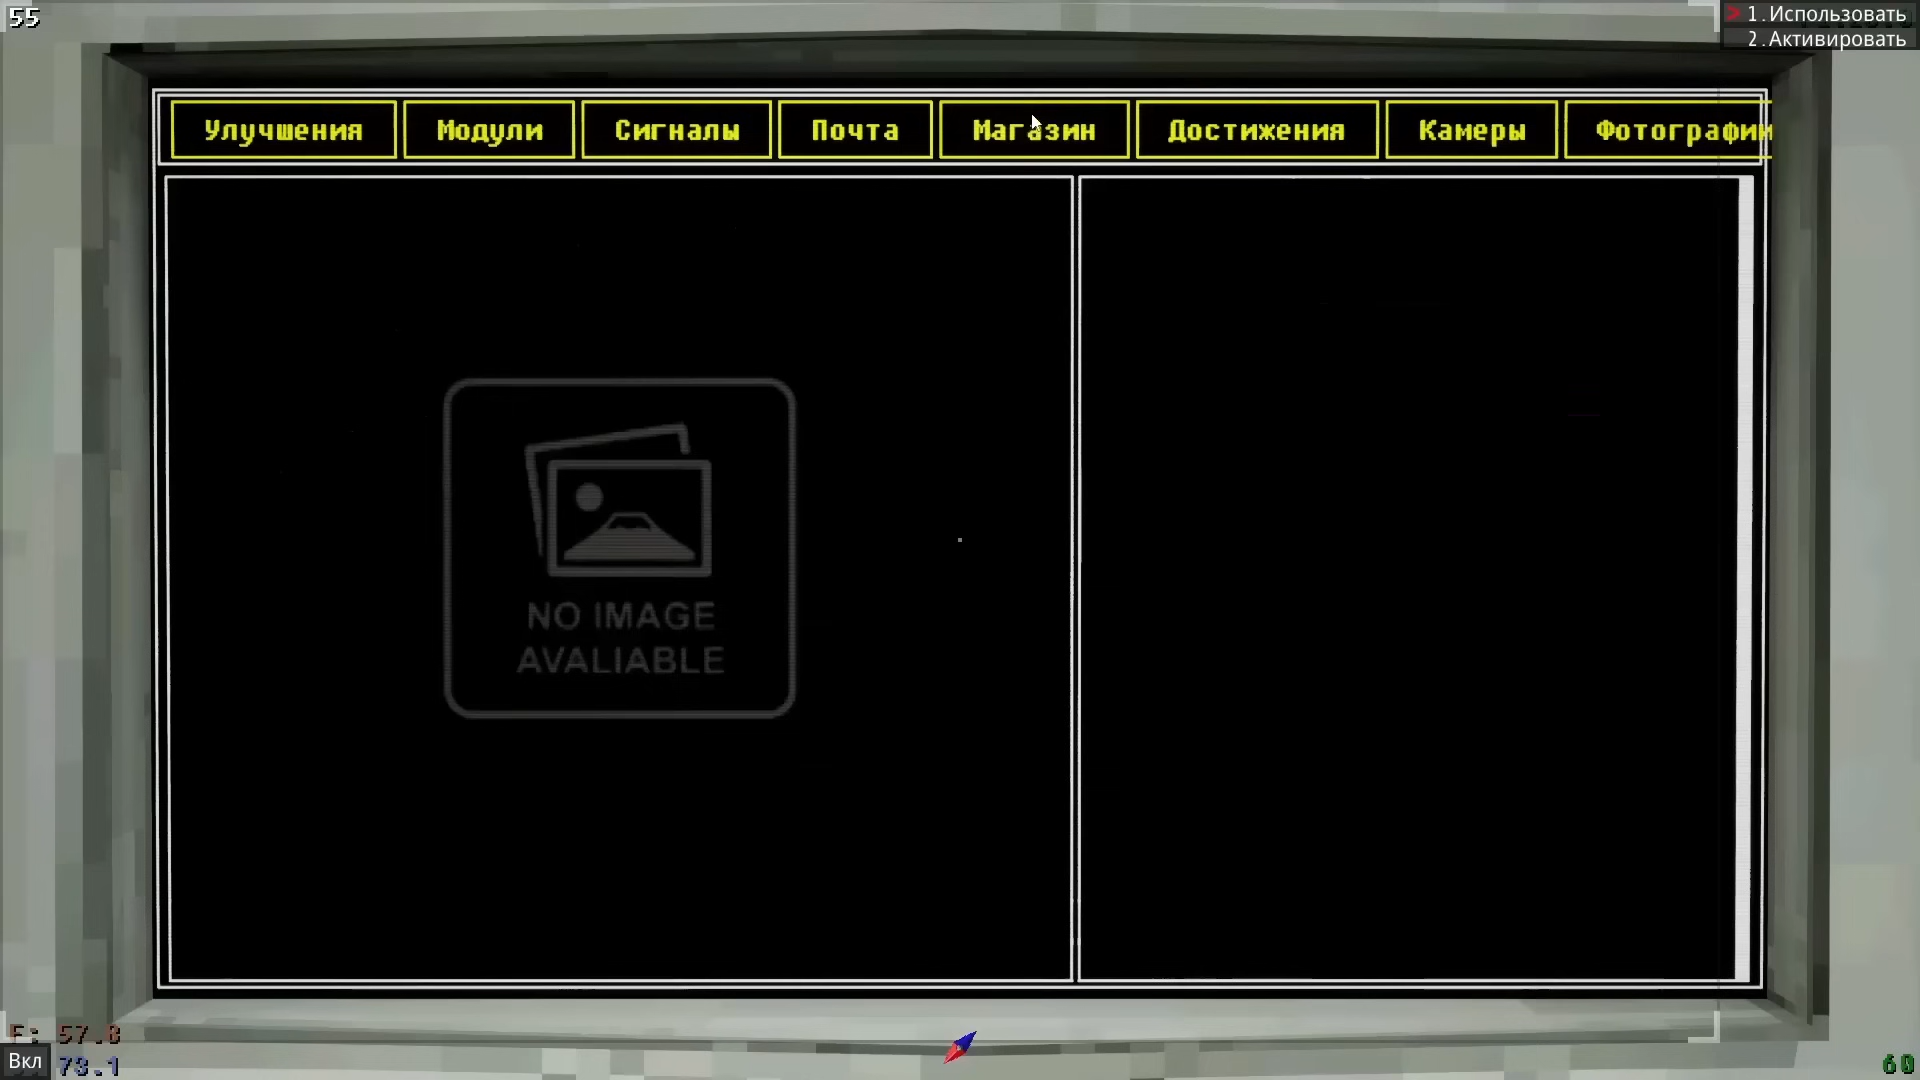 55
1.Использовать
2.Активировать
Улучшения Модули Сигналы Почта Магазин Достижения Камеры Фотографии
NO IMAGE
AVALIABLE
57.8
Вкл 73.1
60